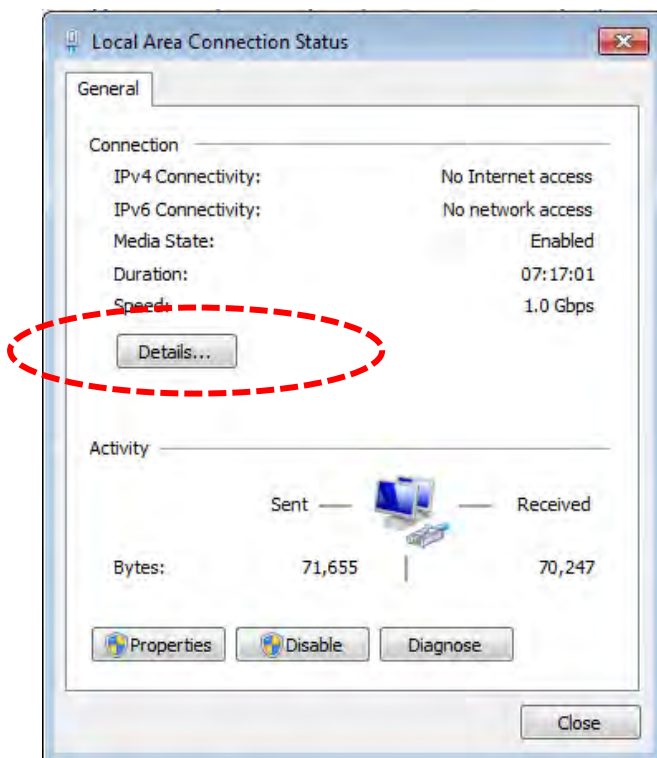 Local Area Connection Status
General
Connection
IPv4 Connectivity: No Internet access
IPv6 Connectivity: No network access
Media State: Enabled
Duration: 07:17:01
Speed: 1.0 Gbps
Details...
Activity
Sent Received
Bytes: 71,655 70,247
Properties Disable Diagnose
Close